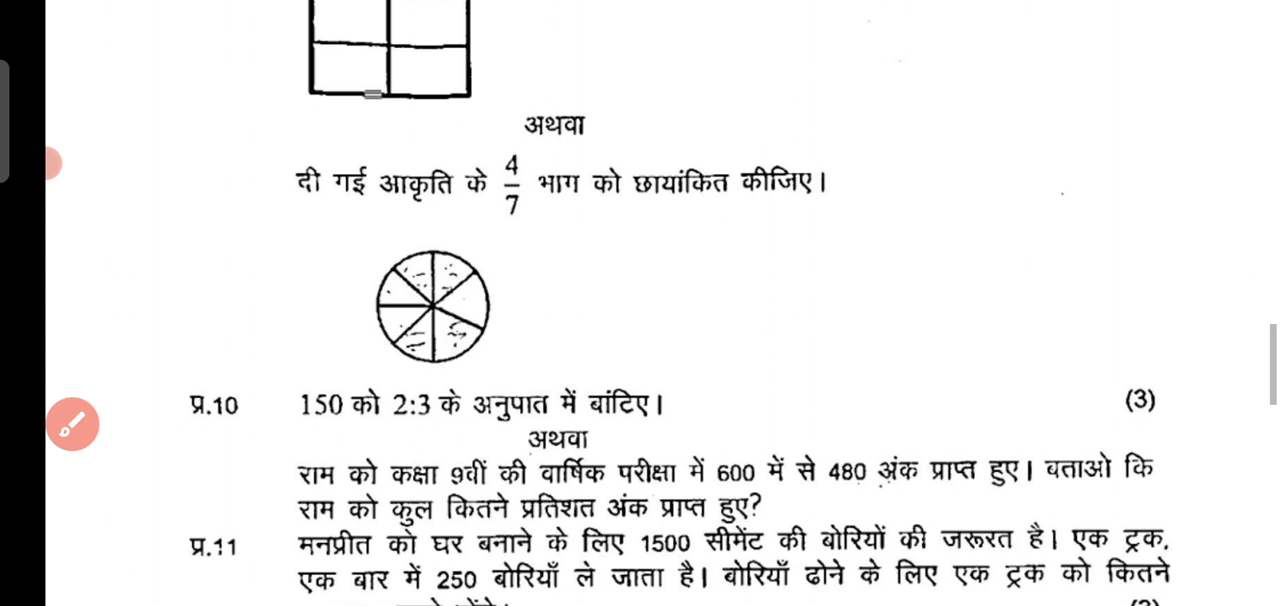 अथवा
दी गई आकृति के 4/7 भाग को छायांकित कीजिए।
प्र.10 150 को 2:3 के अनुपात में बांटिए। (3)
अथवा
राम को कक्षा 9वीं की वार्षिक परीक्षा में 600 में से 480 अंक प्राप्त हुए। बताओ कि
राम को कुल कितने प्रतिशत अंक प्राप्त हुए?
प्र.11 मनप्रीत को घर बनाने के लिए 1500 सीमेंट की बोरियों की जरूरत है। एक ट्रक,
एक बार में 250 बोरियाँ ले जाता है। बोरियाँ ढोने के लिए एक ट्रक को कितने